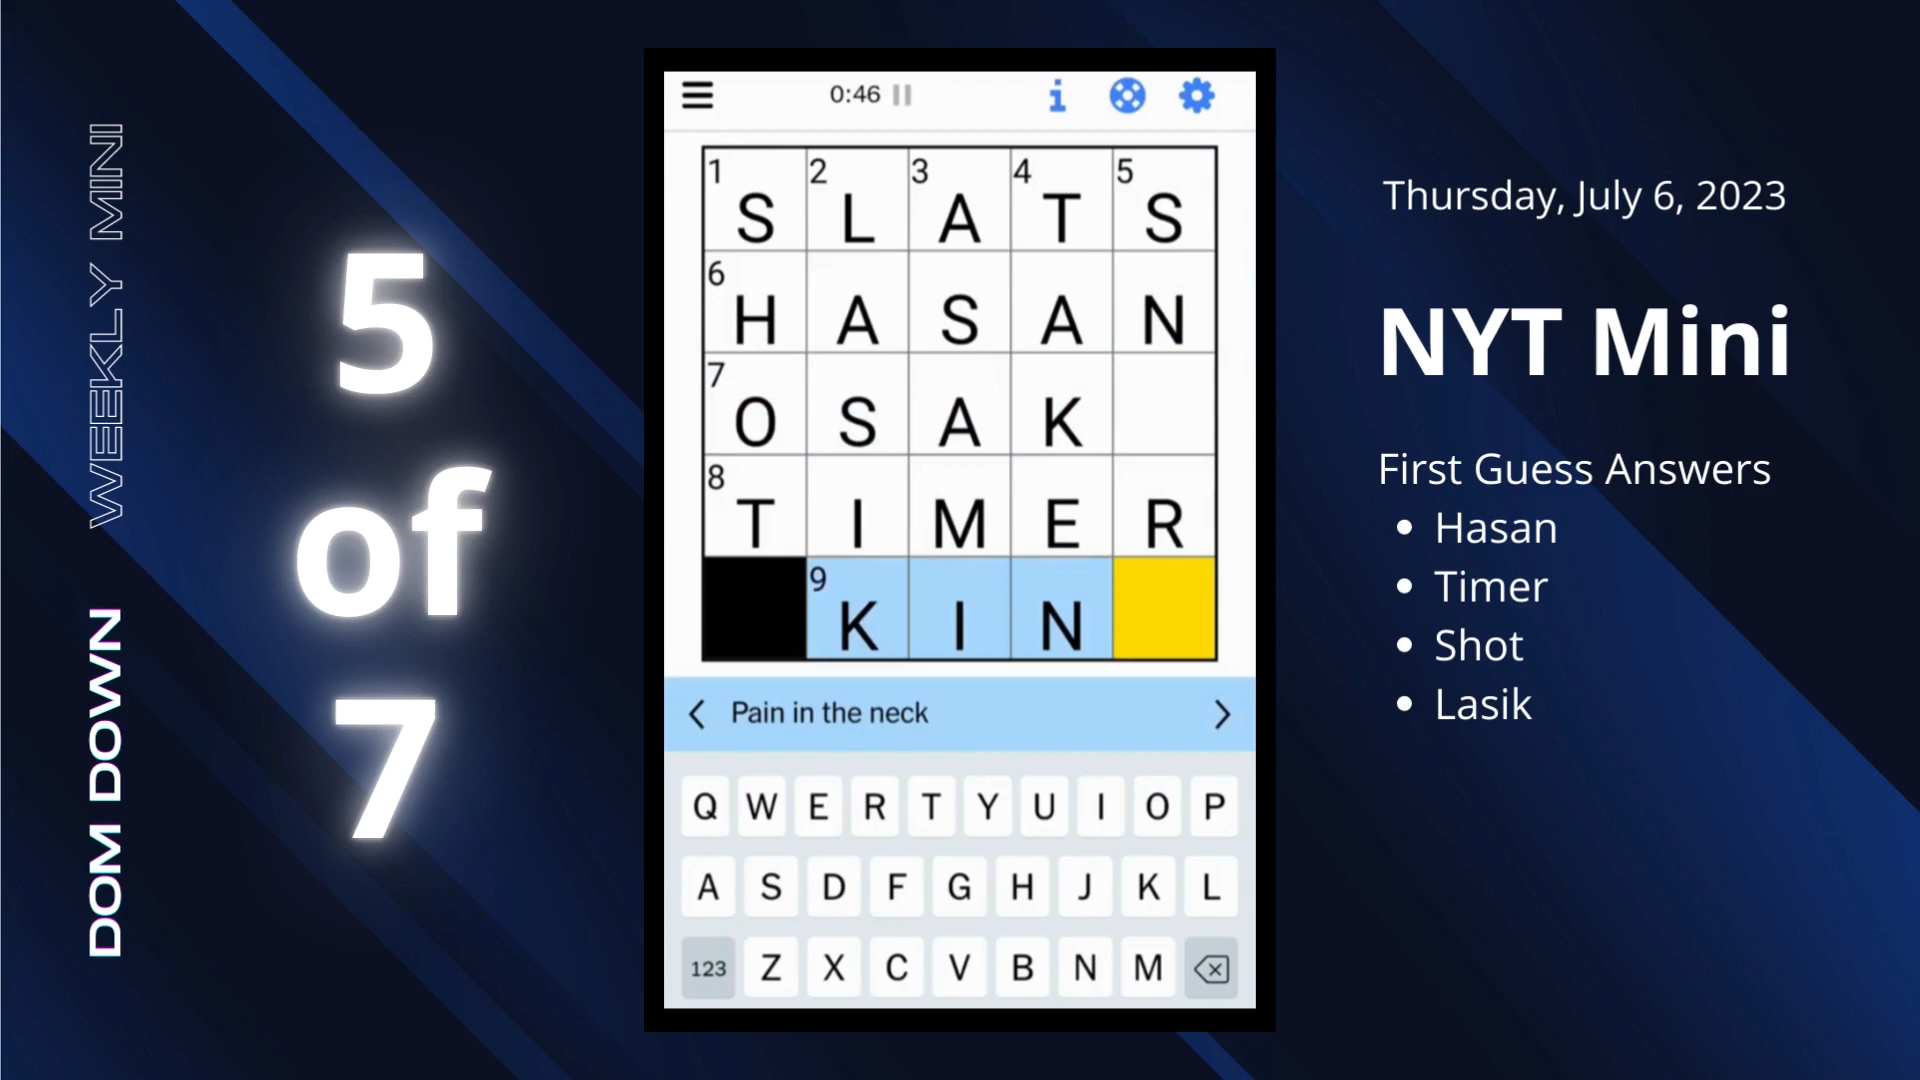 DOM DOWN WEEKLY MINI
5
of
7
0:46
1 2 3 4 5
S L A T S
6
H A S A N
7
O S A K
8
T I M E R
9
K I N
Pain in the neck
Q W E R T Y U I O P
A S D F G H J K L
123 Z X C V B N M
Thursday, July 6, 2023
NYT Mini
First Guess Answers
• Hasan
• Timer
• Shot
• Lasik